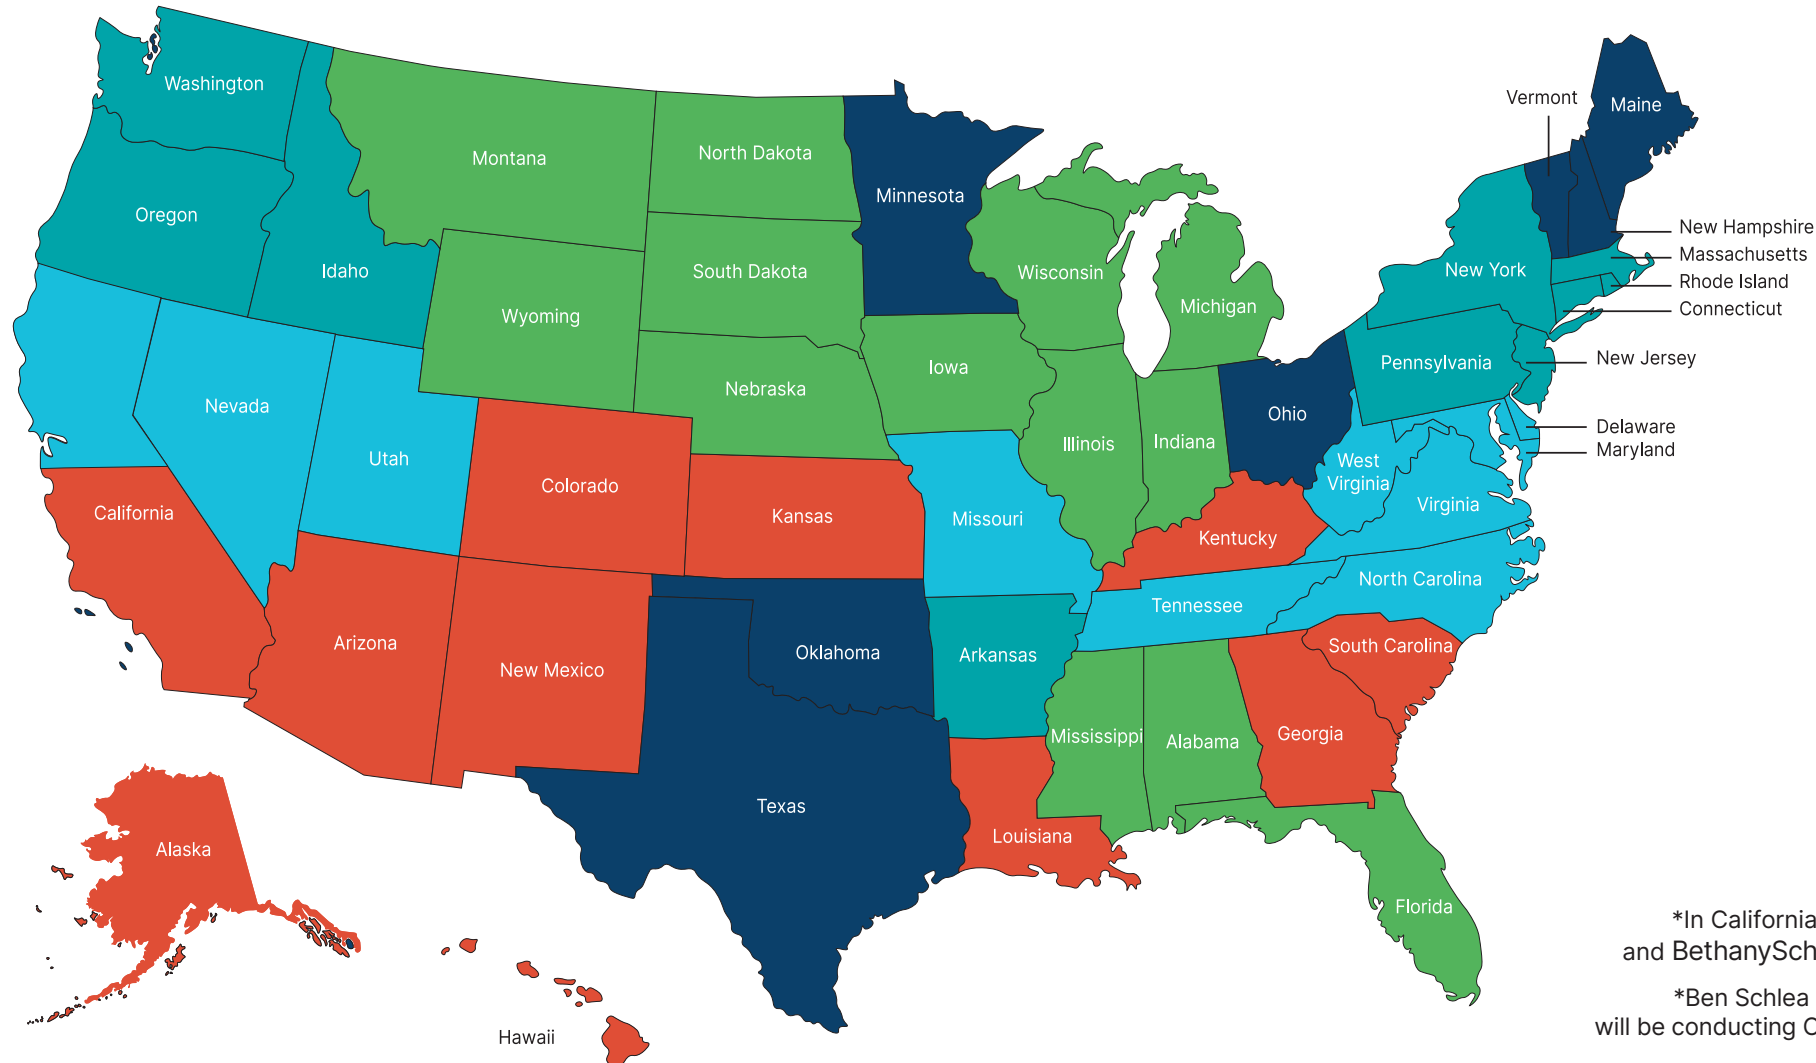 Washington
Oregon
Idaho
Montana
North Dakota
Minnesota
South Dakota
Wyoming
Nebraska
Iowa
Wisconsin
Michigan
Illinois
Indiana
Ohio
Vermont
Maine
New Hampshire
Massachusetts
Rhode Island
Connecticut
New York
Pennsylvania
New Jersey
Delaware
Maryland
West
Virginia
Virginia
Nevada
Utah
California
Colorado
Kansas
Missouri
Kentucky
North Carolina
Tennessee
South Carolina
Arizona
New Mexico
Oklahoma
Arkansas
Mississippi
Alabama
Georgia
Texas
Louisiana
Florida
Alaska
Hawaii
*In California
and BethanySch
*Ben Schlea
will be conducting